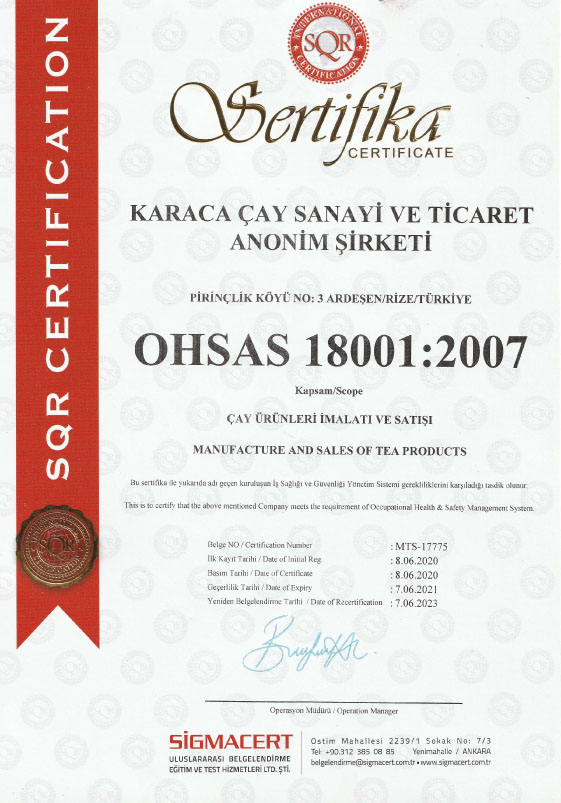 INTERNATIONAL
SQR
CERTIFICATION
Sertifika
CERTIFICATE
SQR CERTIFICATION
KARACA ÇAY SANAYİ VE TİCARET
ANONİM ŞİRKETİ
PİRİNÇLİK KÖYÜ NO: 3 ARDEŞEN/RİZE/TÜRKİYE
OHSAS 18001:2007
Kapsam/Scope
ÇAY ÜRÜNLERİ İMALATI VE SATIŞI
MANUFACTURE AND SALES OF TEA PRODUCTS
Bu sertifika ile yukarıda adı geçen kuruluşun İş Sağlığı ve Güvenliği Yönetim Sistemi gerekliliklerini karşıladığı tasdik olunur.
This is to certify that the above mentioned Company meets the requirement of Occupational Health & Safety Management System.
Belge NO / Certification Number : MTS-17775
İlk Kayıt Tarihi / Date of Initial Reg. : 8.06.2020
Basım Tarihi / Date of Certificate : 8.06.2020
Geçerlilik Tarihi / Date of Expiry : 7.06.2021
Yeniden Belgelendirme Tarihi / Date of Recertification : 7.06.2023
SQR
Operasyon Müdürü / Operation Manager
SİGMACERT
ULUSLARARASI BELGELENDİRME
EĞİTİM VE TEST HİZMETLERİ LTD. ŞTİ.
Ostim Mahallesi 2239/1 Sokak No: 7/3
Tel: +90.312 385 08 85 Yenimahalle / ANKARA
belgelendirme@sigmacert.com.tr • www.sigmacert.com.tr